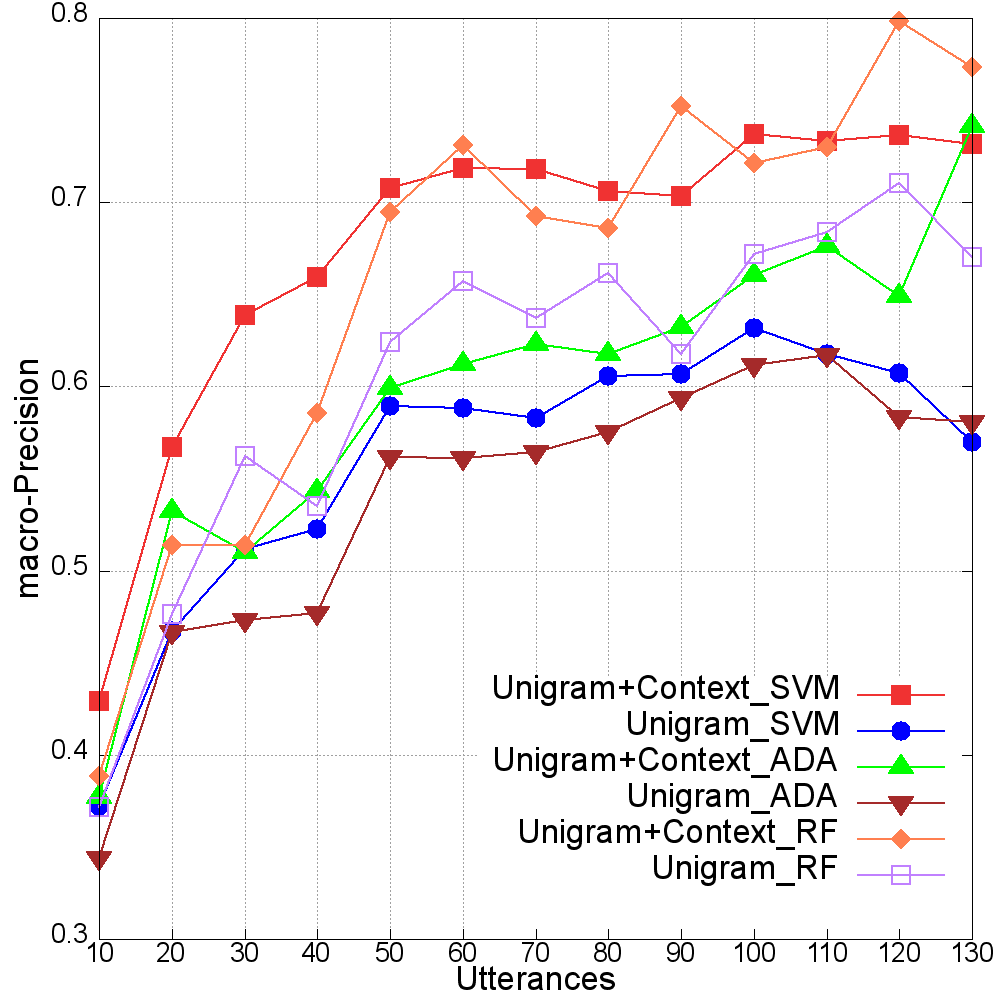 0.8
0.7
0.6
0.5
0.4
0.3
macro-Precision
Unigram+Context_SVM
Unigram_SVM
Unigram+Context_ADA
Unigram_ADA
Unigram+Context_RF
Unigram_RF
10 20 30 40 50 60 70 80 90 100 110 120 130
Utterances